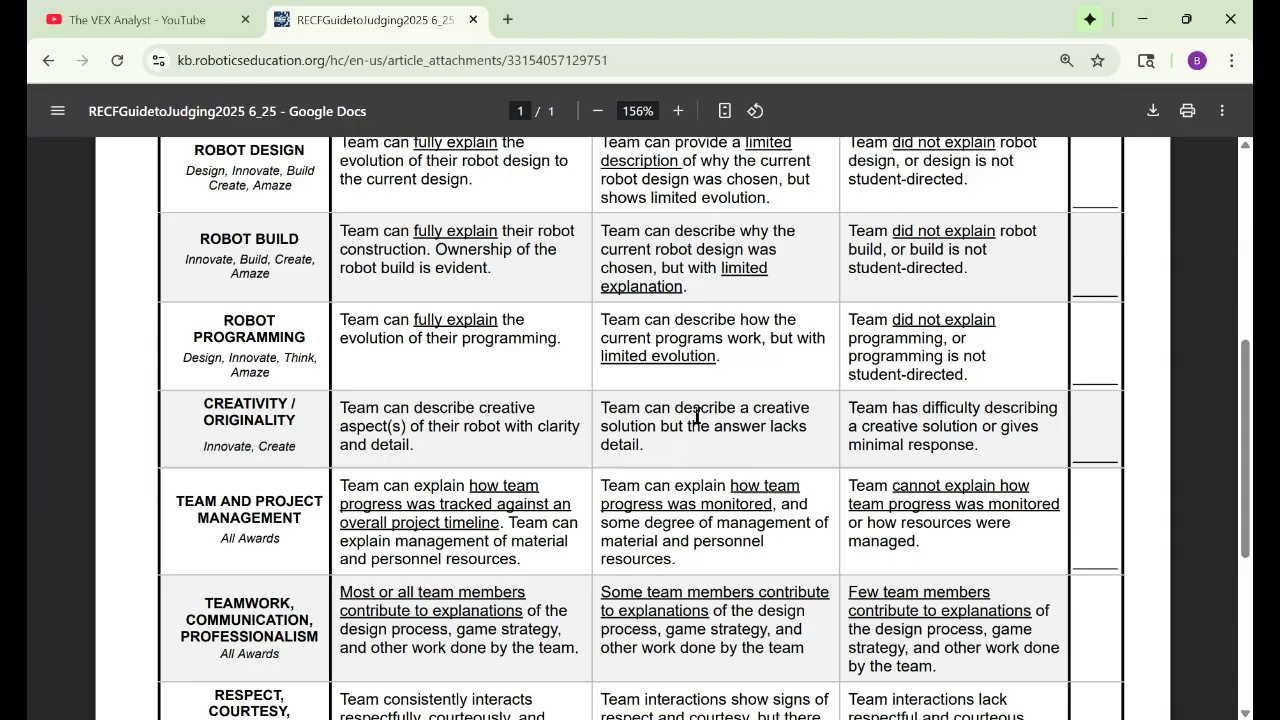 The VEX Analyst - YouTube
RECFGuidetoJudging2025 6_25
kb.roboticseducation.org/hc/en-us/article_attachments/33154057129751
B
RECFGuidetoJudging2025 6_25 - Google Docs
1 / 1
156%
ROBOT DESIGN
Design, Innovate, Build
Create, Amaze
Team can fully explain the
evolution of their robot design to
the current design.
Team can provide a limited
description of why the current
robot design was chosen, but
shows limited evolution.
Team did not explain robot
design, or design is not
student-directed.
ROBOT BUILD
Innovate, Build, Create,
Amaze
Team can fully explain their robot
construction. Ownership of the
robot build is evident.
Team can describe why the
current robot design was
chosen, but with limited
explanation.
Team did not explain robot
build, or build is not
student-directed.
ROBOT
PROGRAMMING
Design, Innovate, Think,
Amaze
Team can fully explain the
evolution of their programming.
Team can describe how the
current programs work, but with
limited evolution.
Team did not explain
programming, or
programming is not
student-directed.
CREATIVITY /
ORIGINALITY
Innovate, Create
Team can describe creative
aspect(s) of their robot with clarity
and detail.
Team can describe a creative
solution but the answer lacks
detail.
Team has difficulty describing
a creative solution or gives
minimal response.
TEAM AND PROJECT
MANAGEMENT
All Awards
Team can explain how team
progress was tracked against an
overall project timeline. Team can
explain management of material
and personnel resources.
Team can explain how team
progress was monitored, and
some degree of management of
material and personnel
resources.
Team cannot explain how
team progress was monitored
or how resources were
managed.
TEAMWORK,
COMMUNICATION,
PROFESSIONALISM
All Awards
Most or all team members
contribute to explanations of the
design process, game strategy,
and other work done by the team.
Some team members contribute
to explanations of the design
process, game strategy, and
other work done by the team
Few team members
contribute to explanations of
the design process, game
strategy, and other work done
by the team.
RESPECT,
COURTESY,
Team consistently interacts
respectfully, courteously, and
Team interactions show signs of
respect and courtesy, but there
Team interactions lack
respectful and courteous